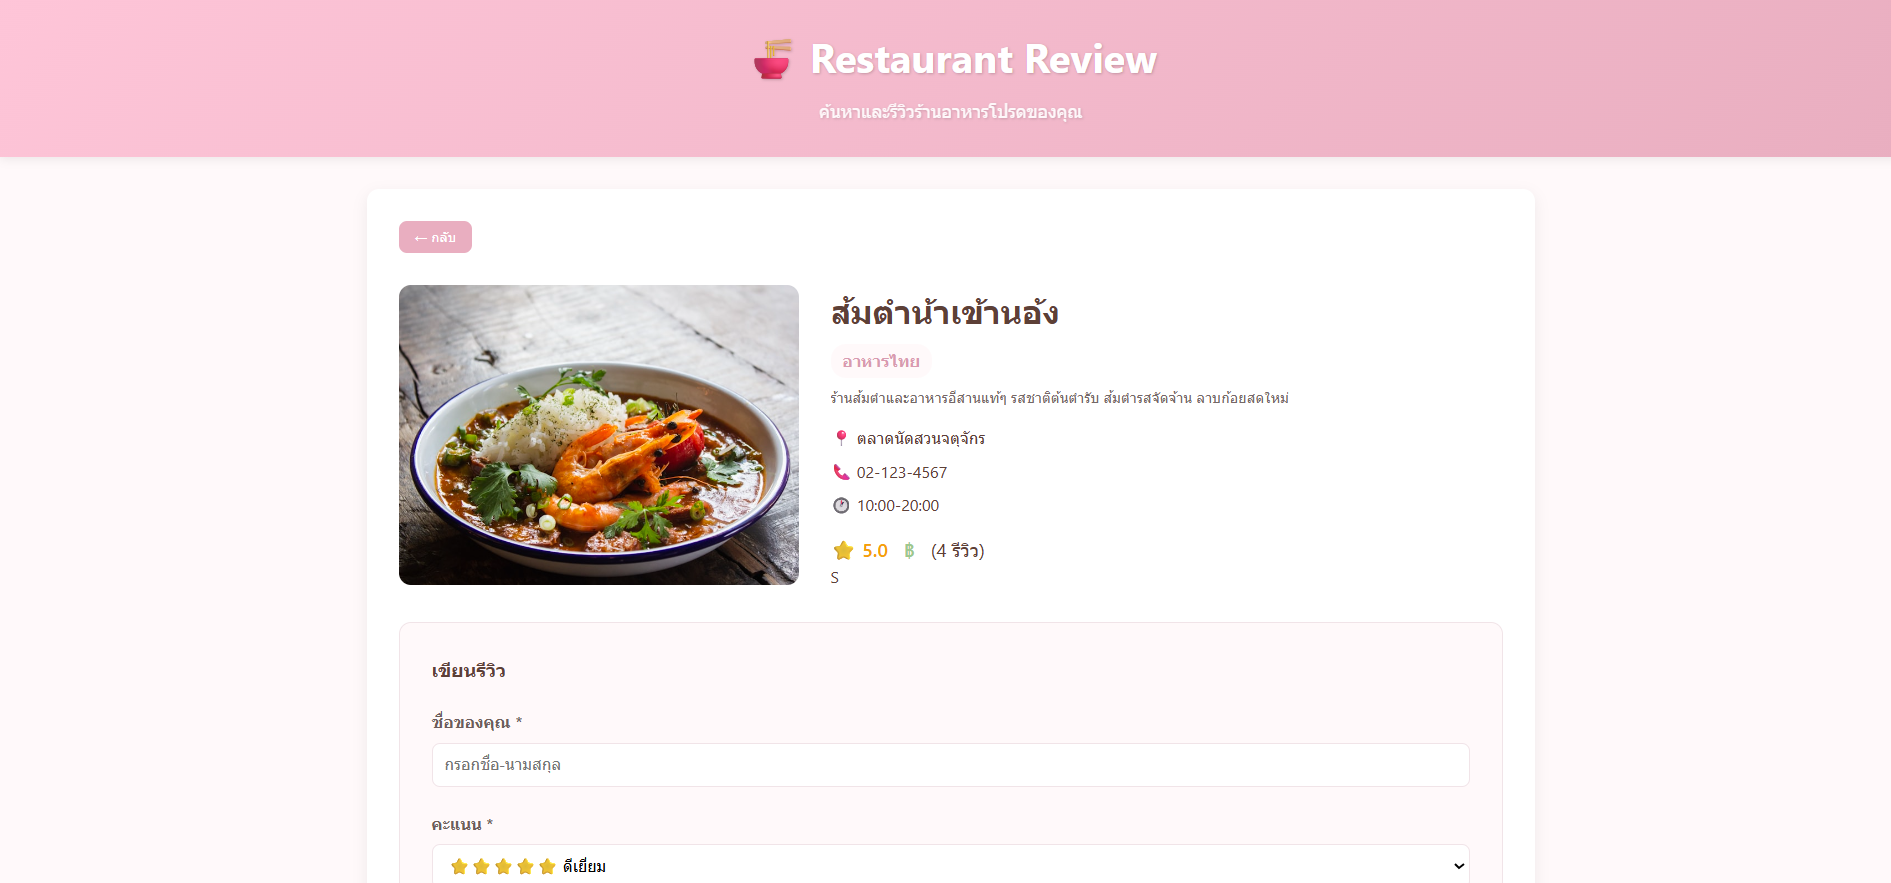 Restaurant Review
ค้นหาและรีวิวร้านอาหารโปรดของคุณ
← กลับ
ส้มตำน้าเข้านอ้ง
อาหารไทย
ร้านส้มตำและอาหารอีสานแท้ๆ รสชาติต้นตำรับ ส้มตำรสจัดจ้าน ลาบก้อยสดใหม่
ตลาดนัดสวนจตุจักร
02-123-4567
10:00-20:00
5.0 ฿ (4 รีวิว)
S
เขียนรีวิว
ชื่อของคุณ *
กรอกชื่อ-นามสกุล
คะแนน *
ดีเยี่ยม